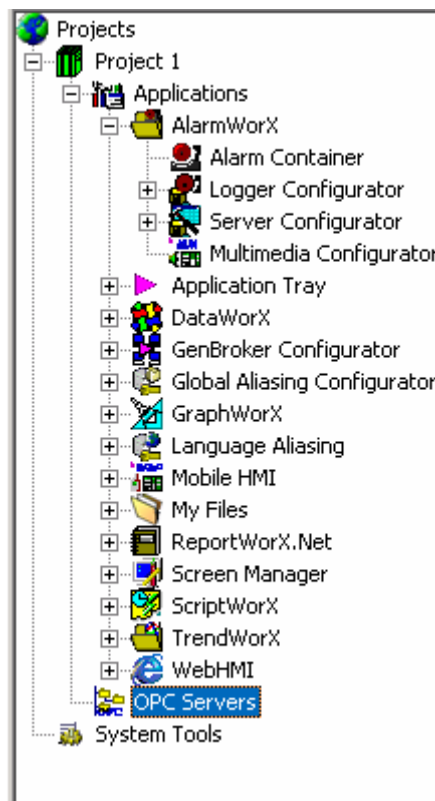 Projects
Project 1
Applications
AlarmWorX
Alarm Container
Logger Configurator
Server Configurator
Multimedia Configurator
Application Tray
DataWorX
GenBroker Configurator
Global Aliasing Configurator
GraphWorX
Language Aliasing
Mobile HMI
My Files
ReportWorX.Net
Screen Manager
ScriptWorX
TrendWorX
WebHMI
OPC Servers
System Tools